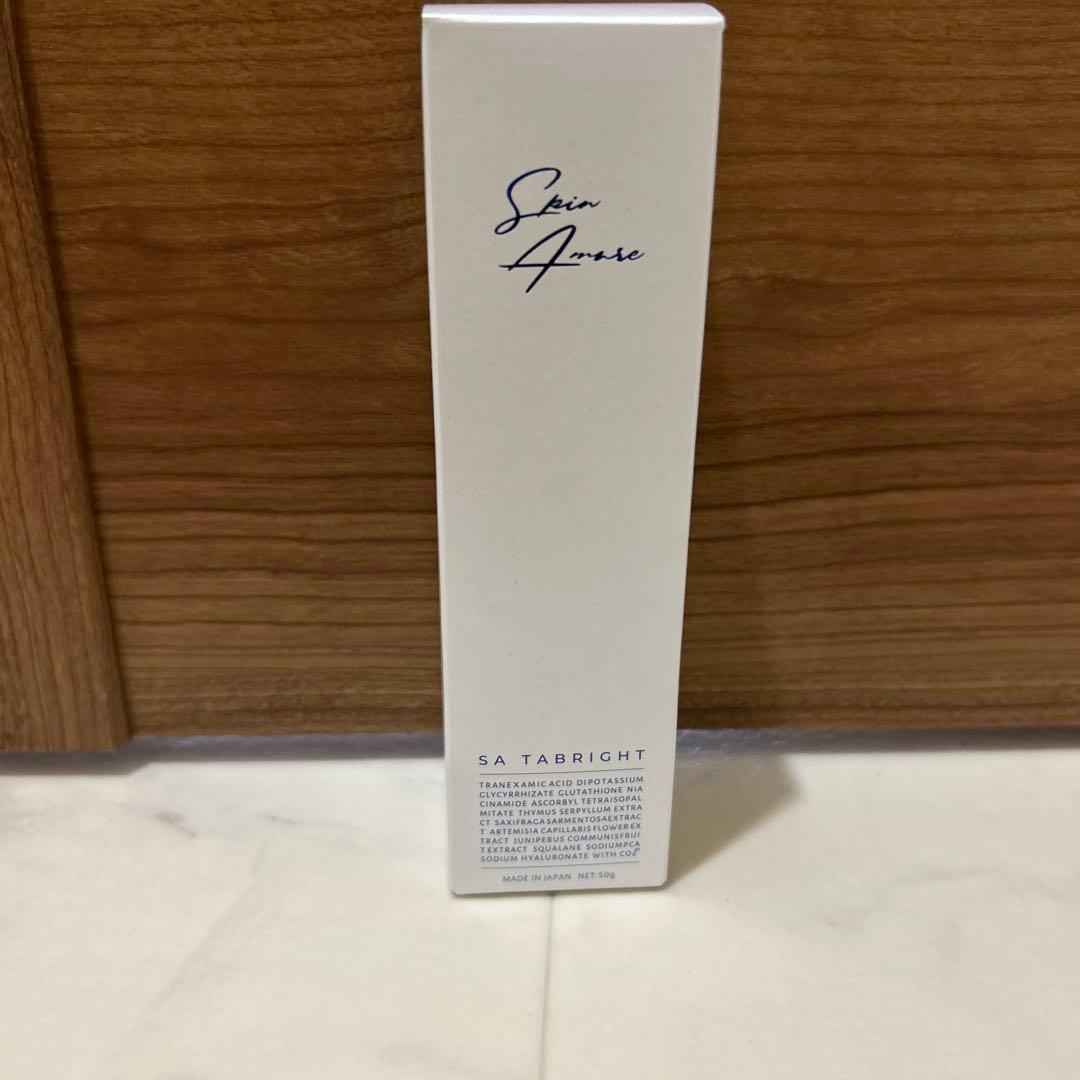 Skin
Amore
SA TABRIGHT
TRANEXAMIC ACID DIPOTASSIUM
GLYCYRRHIZATE GLUTATHIONE NIA
CINAMIDE ASCORBYL TETRAISOPAL
MITATE THYMUS SERPYLLUM EXTRA
CT SAXIFRAGA SARMENTOSA EXTRAC
T ARTEMISIA CAPILLARIS FLOWER EX
TRACT JUNIPERUS COMMUNIS FRUI
T EXTRACT SQUALANE SODIUMPCA
SODIUM HYALURONATE WITH CO2
MADE IN JAPAN NET:50g